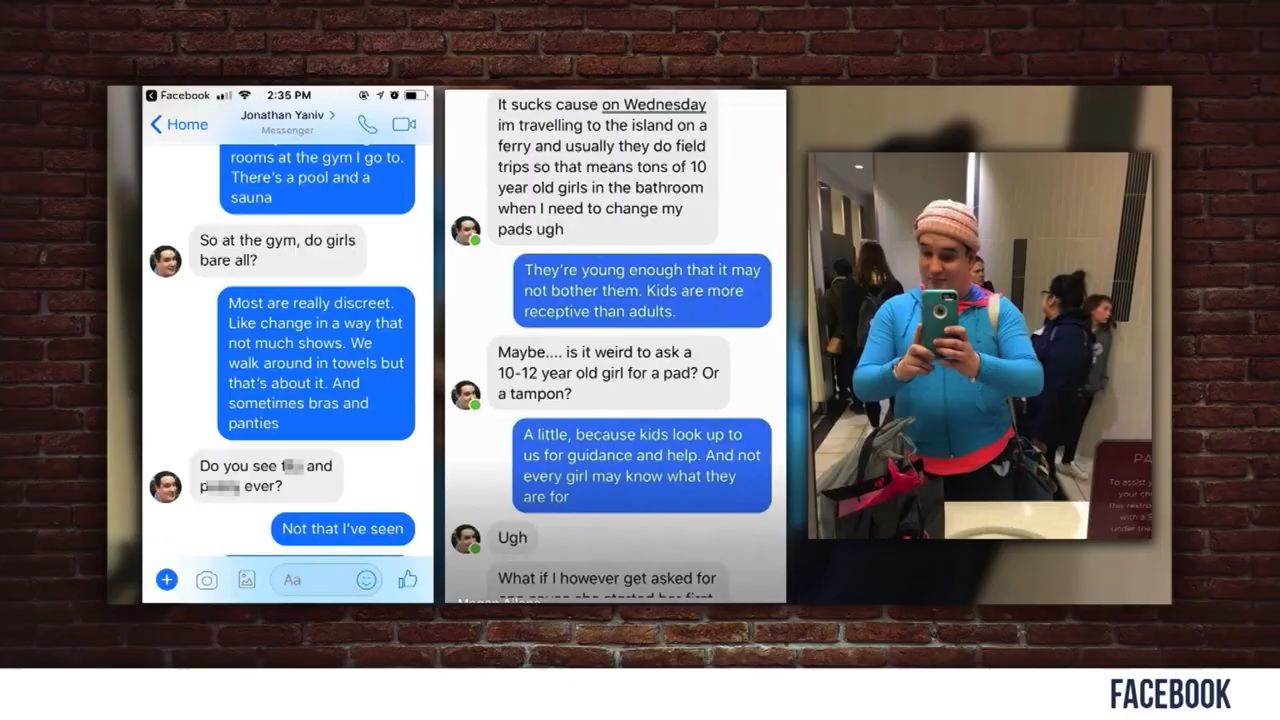 Facebook
2:35 PM
Home
Jonathan Yaniv
Messenger
rooms at the gym I go to.
There's a pool and a
sauna
So at the gym, do girls
bare all?
Most are really discreet.
Like change in a way that
not much shows. We
walk around in towels but
that's about it. And
sometimes bras and
panties
Do you see and
ever?
Not that I've seen
Aa
It sucks cause on Wednesday
im travelling to the island on a
ferry and usually they do field
trips so that means tons of 10
year old girls in the bathroom
when I need to change my
pads ugh
They're young enough that it may
not bother them. Kids are more
receptive than adults.
Maybe.... is it weird to ask a
10-12 year old girl for a pad? Or
a tampon?
A little, because kids look up to
us for guidance and help. And not
every girl may know what they
are for
Ugh
What if I however get asked for
PA
To assist
your
this
with a
under
FACEBOOK